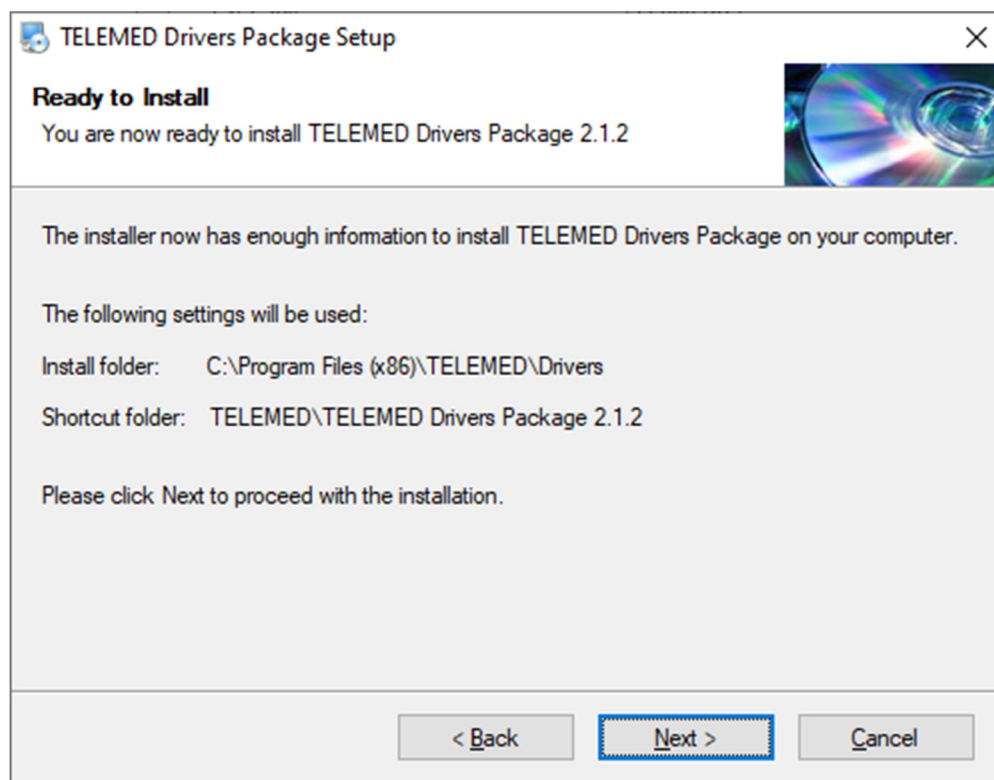 TELEMED Drivers Package Setup
Ready to Install
You are now ready to install TELEMED Drivers Package 2.1.2
The installer now has enough information to install TELEMED Drivers Package on your computer.
The following settings will be used:
Install folder: C:\Program Files (x86)\TELEMED\Drivers
Shortcut folder: TELEMED\TELEMED Drivers Package 2.1.2
Please click Next to proceed with the installation.
< Back Next > Cancel